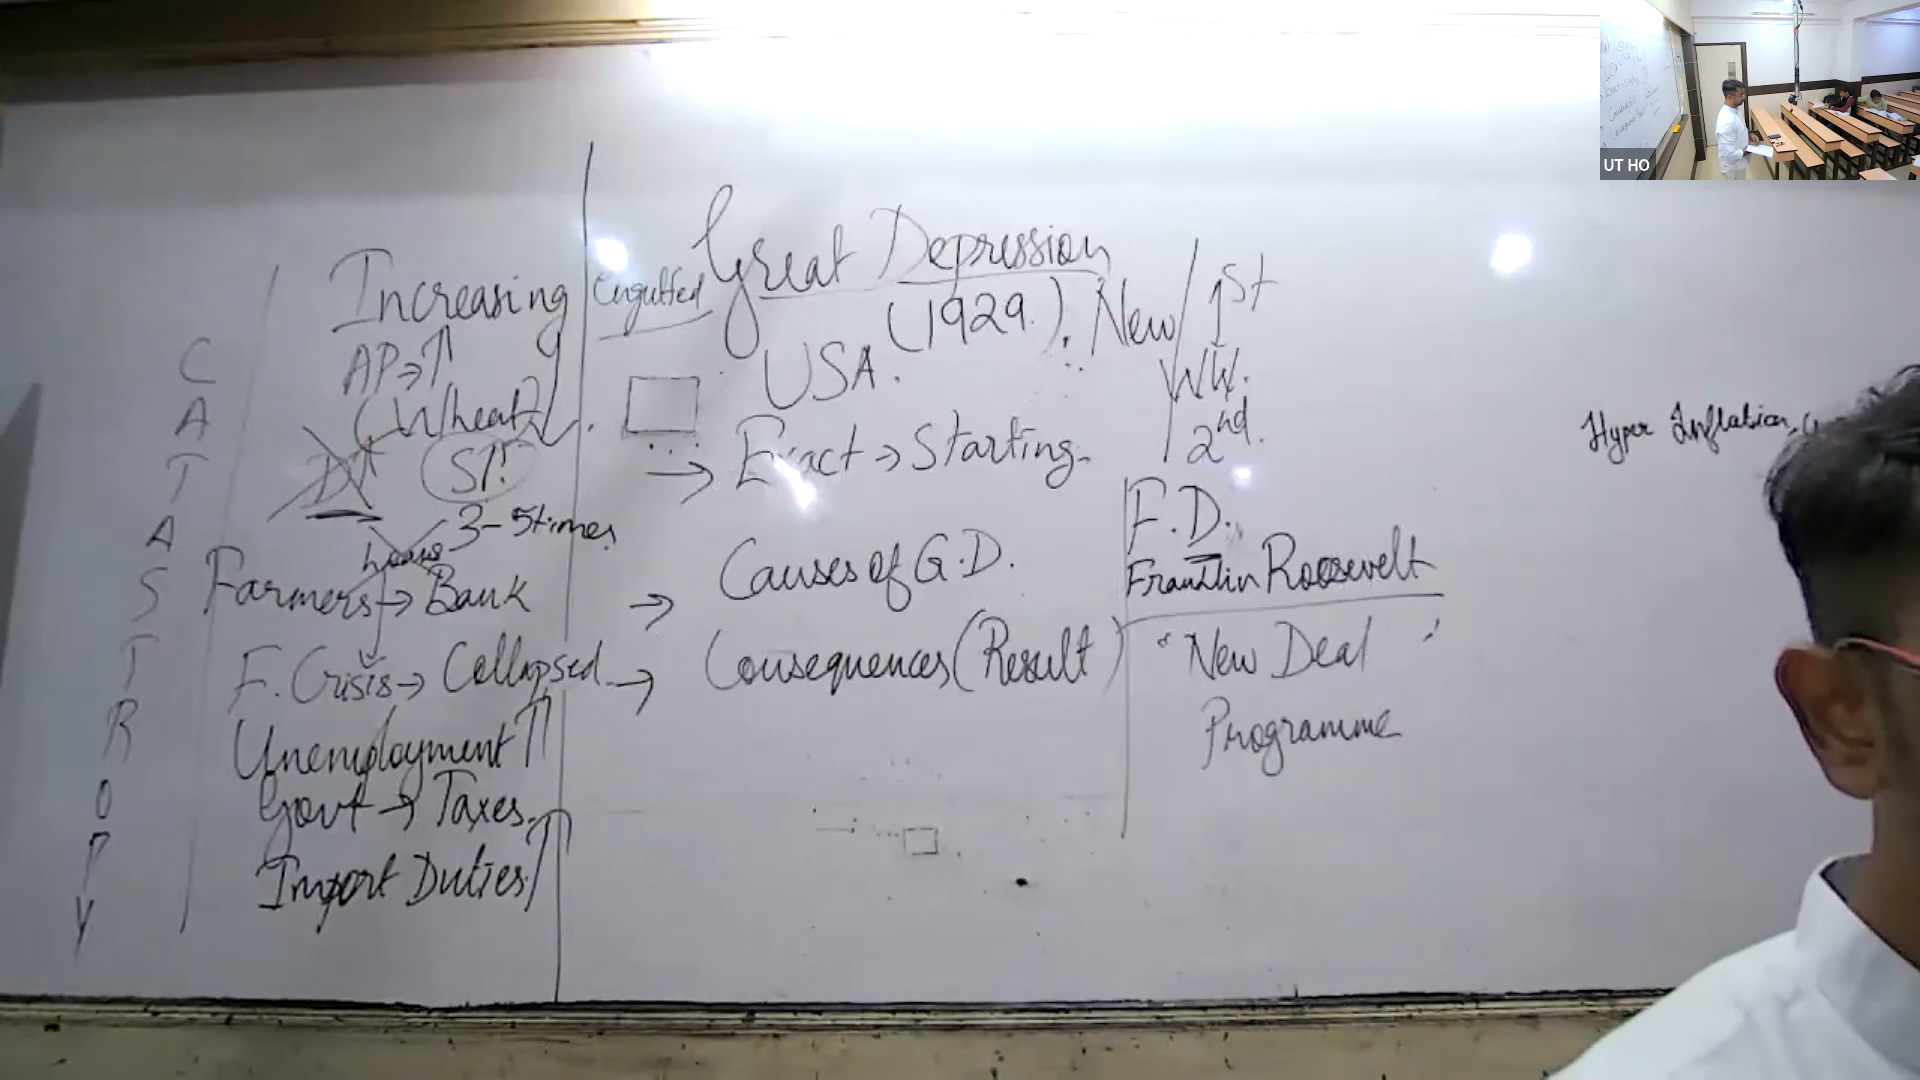 Great Depression
(1929).
USA.
New
1st
WW.
2nd.
Engulfed
→ Exact → Starting.
→ Causes of G.D.
→ Consequences (Result)
F.D.
Franklin Roosevelt
"New Deal"
Programme
Increasing
AP → ↑
(Wheat)
D↑
S↑
3-5 times
Loans
Farmers → Bank
F. Crisis → Collapsed
Unemployment ↑
Govt → Taxes.
Import Duties ↑
C
A
T
A
S
T
R
O
P
Y
Hyper Inflation
UT HO